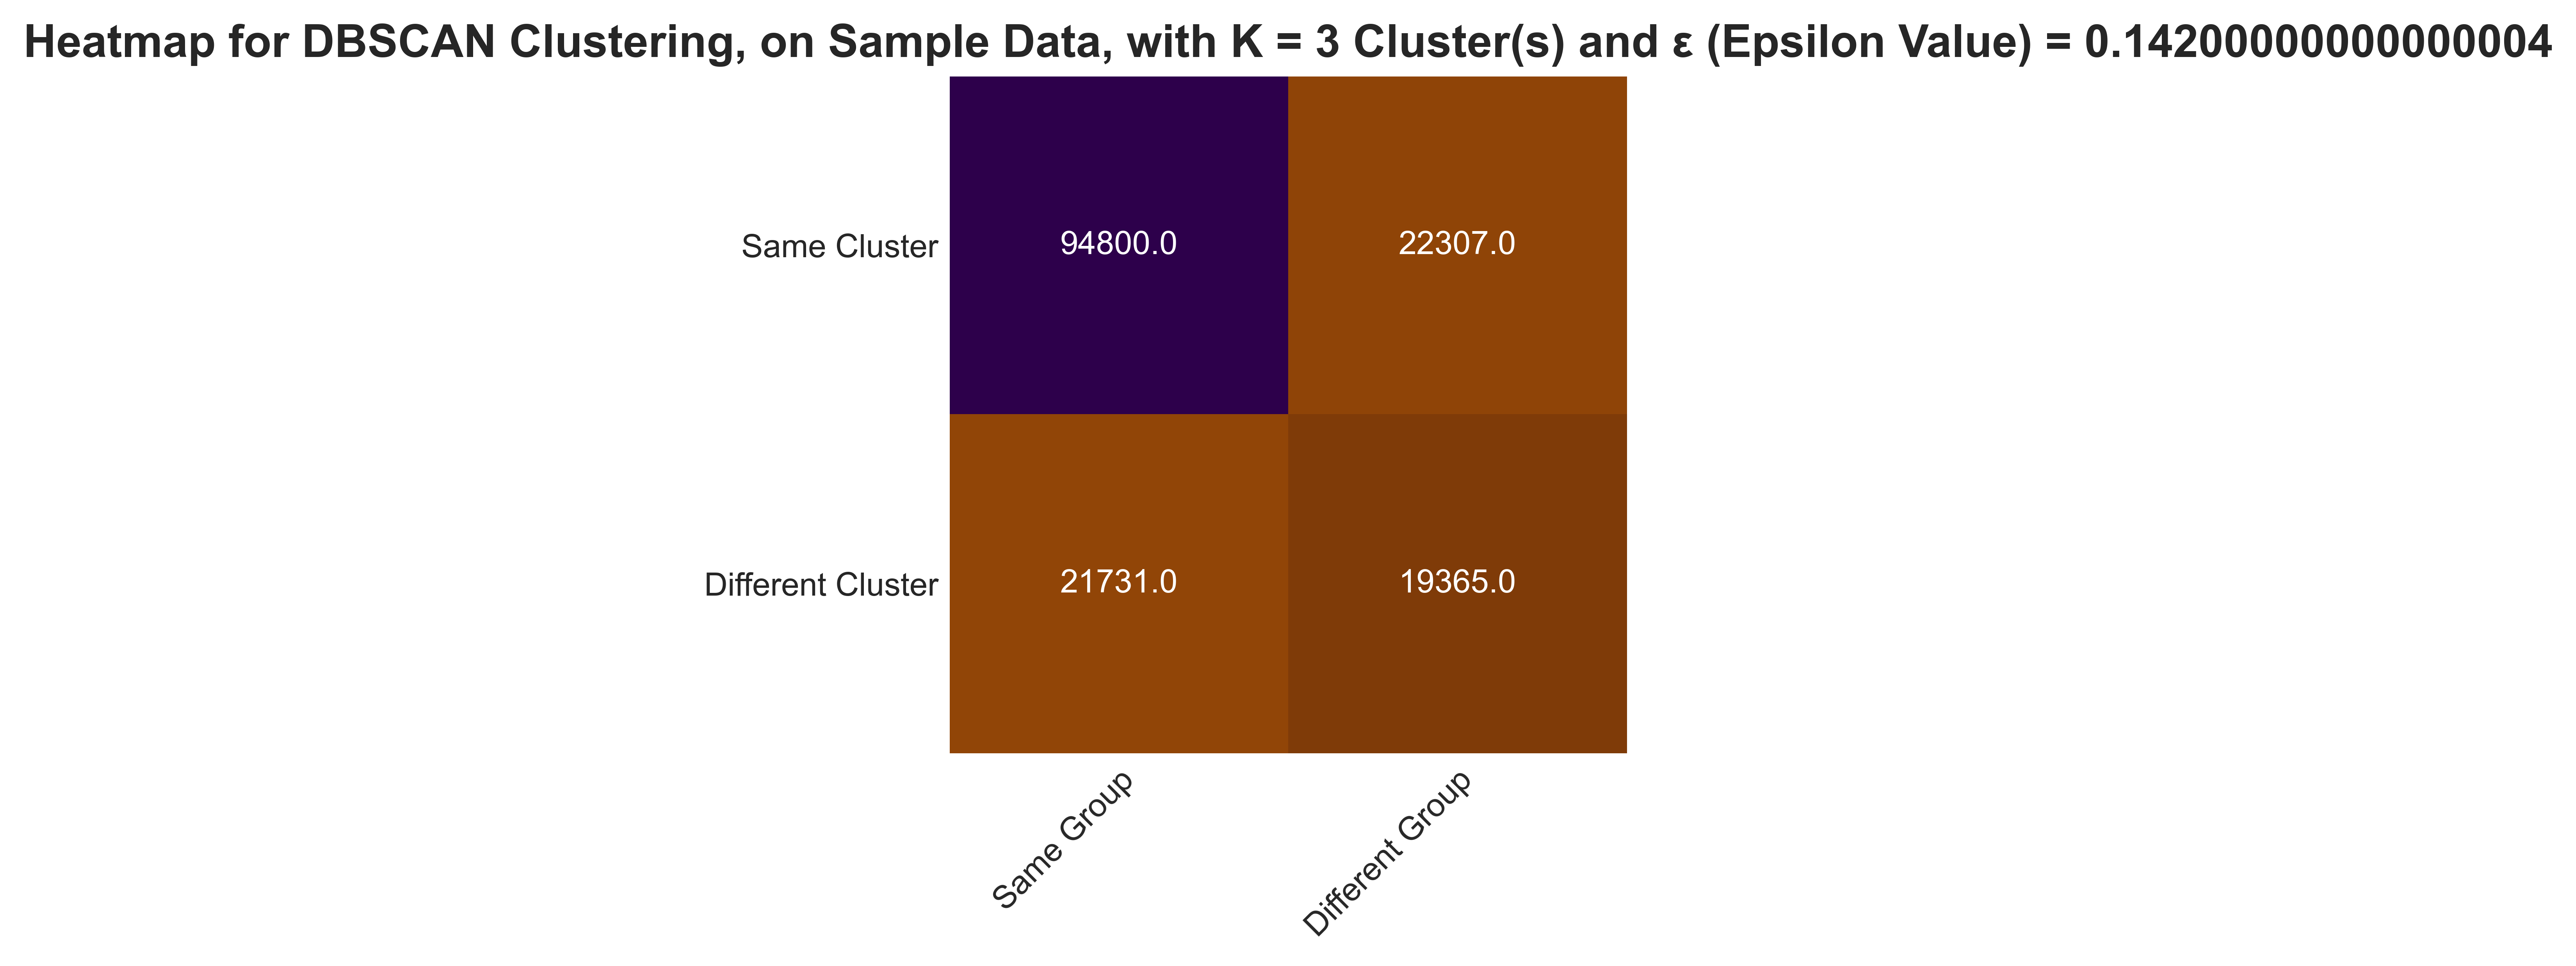 Heatmap for DBSCAN Clustering, on Sample Data, with K = 3 Cluster(s) and ε (Epsilon Value) = 0.14200000000000004
Same Cluster
94800.0
22307.0
Different Cluster
21731.0
19365.0
Same Group
Different Group